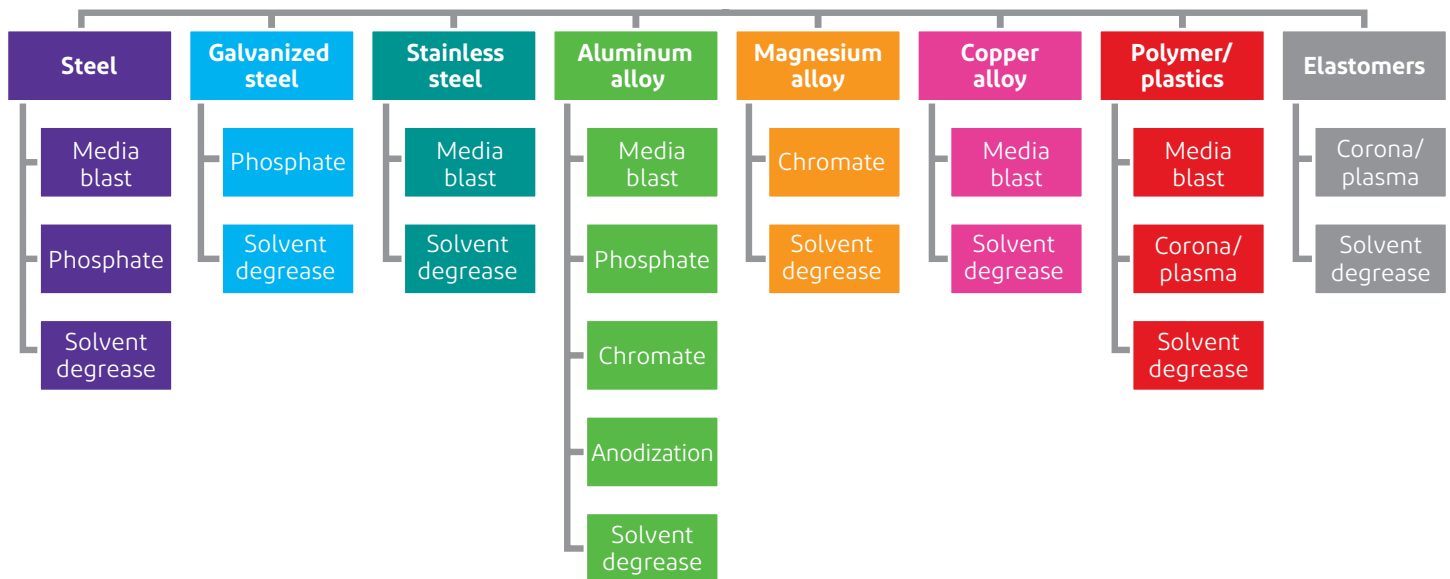 Steel
Galvanized
steel
Stainless
steel
Aluminum
alloy
Magnesium
alloy
Copper
alloy
Polymer/
plastics
Elastomers
Media
blast
Phosphate
Solvent
degrease
Phosphate
Solvent
degrease
Media
blast
Solvent
degrease
Media
blast
Phosphate
Chromate
Anodization
Solvent
degrease
Chromate
Solvent
degrease
Media
blast
Solvent
degrease
Media
blast
Corona/
plasma
Solvent
degrease
Corona/
plasma
Solvent
degrease